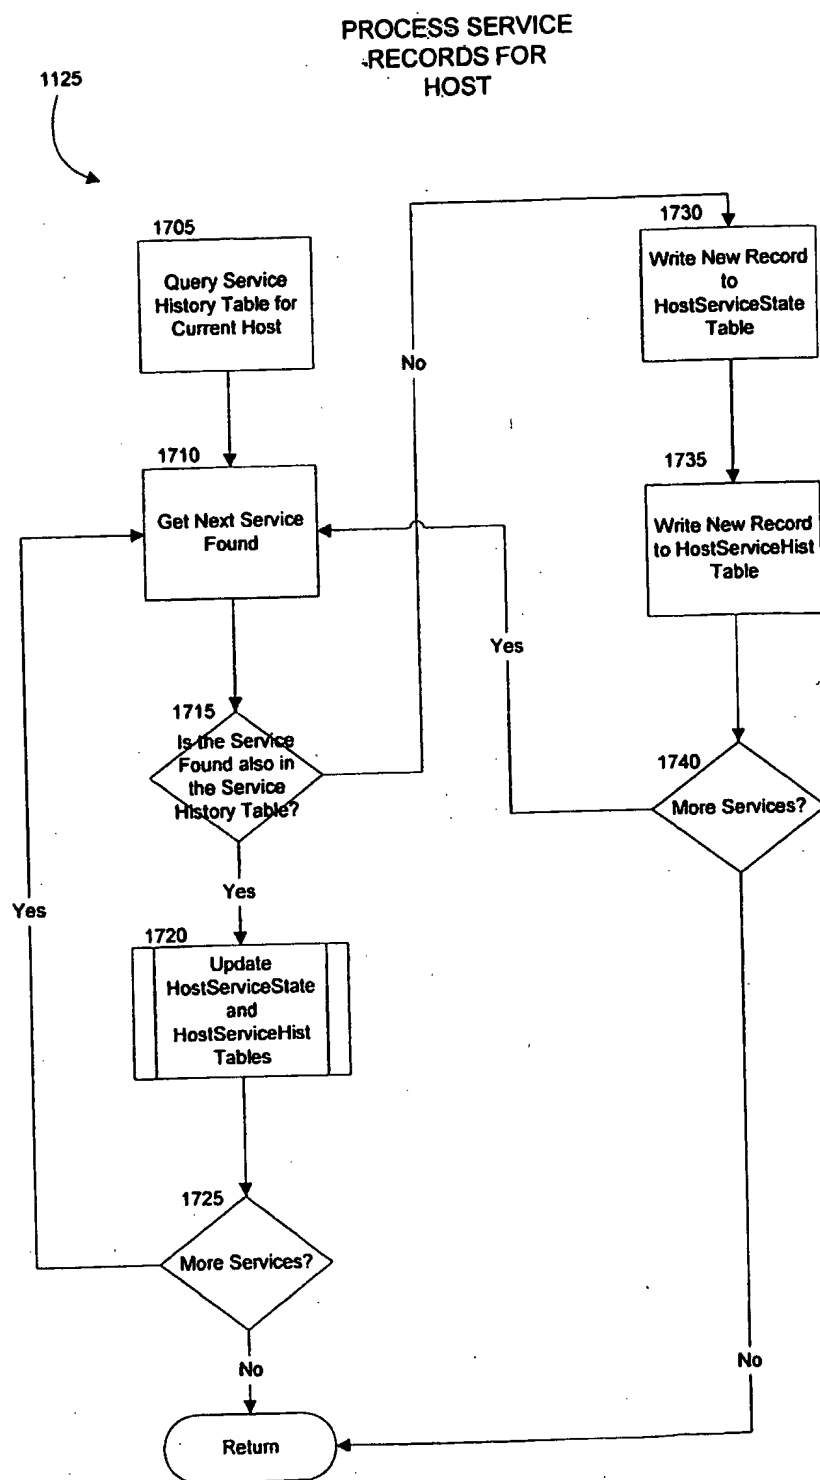 PROCESS SERVICE
RECORDS FOR
HOST
1125
1705
Query Service
History Table for
Current Host
1710
Get Next Service
Found
1715
Is the Service
Found also in
the Service
History Table?
No
Yes
1720
Update
HostServiceState
and
HostServiceHist
Tables
1725
More Services?
Yes
No
Return
1730
Write New Record
to
HostServiceState
Table
1735
Write New Record
to HostServiceHist
Table
1740
More Services?
Yes
No